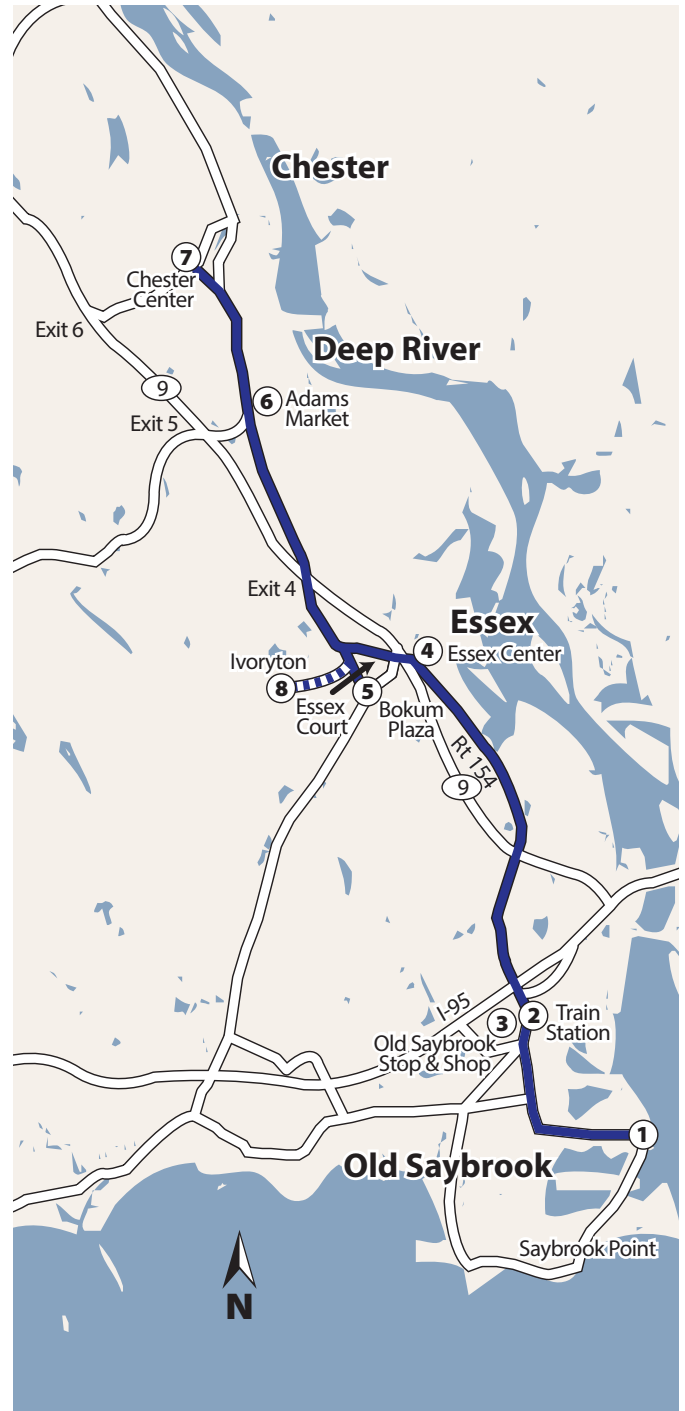 Chester
7
Chester
Center
Exit 6
Deep River
9
6
Adams
Market
Exit 5
Exit 4
Essex
4
Essex Center
Ivoryton
8
Essex
Court
5
Bokum
Plaza
Rt 154
9
I-95
3
2
Train
Station
Old Saybrook
Stop & Shop
1
Old Saybrook
Saybrook Point
N